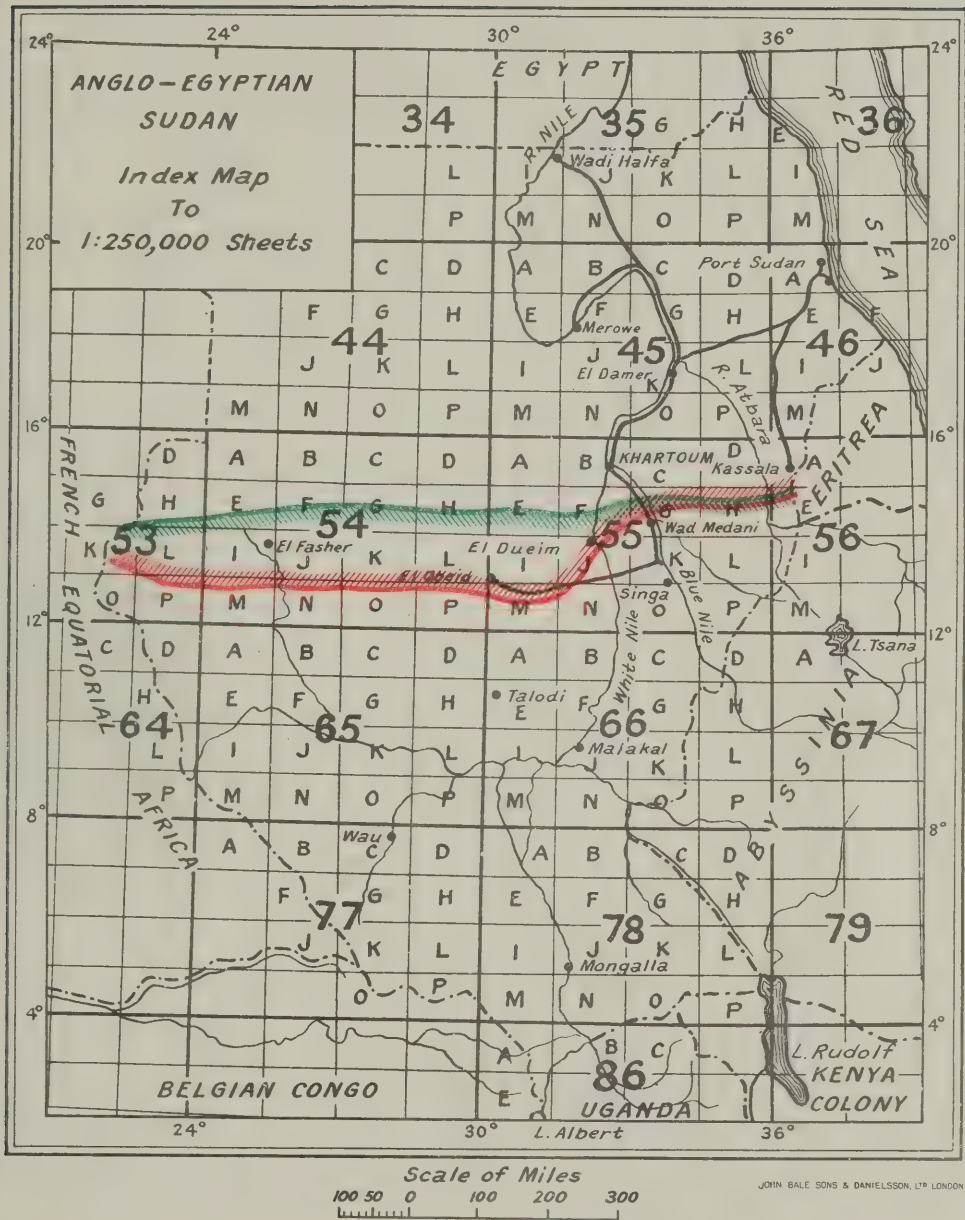 24° 30° 36°
24° 24°
ANGLO-EGYPTIAN
SUDAN
Index Map
To
1:250,000 Sheets
EGYPT
34 35 G H E 36
R. NILE
RED SEA
Wadi Halfa
L I J K L I
P M N O P M
20° 20°
Port Sudan
C D A B C D A
F G H E F G H E F
Merowe
44 45 46
J K L I J K L I J
El Damer
R. Atbara
M N O P M N O P M
16° 16°
FRENCH EQUATORIAL AFRICA
ERITREA
D A B C D A B C D A
KHARTOUM
Kassala
G H E F G H E F G H E
53 54 55 56
Wad Medani
K L I J K L I J K L I
El Fasher
El Dueim
El Obeid
Singa
O P M N O P M N O P M
White Nile
Blue Nile
12° 12°
L. Tsana
C D A B C D A B C D A
H E F G H E F G H
Talodi
64 65 66 67
L I J K L I J K L
Malakal
ABYSSINIA
P M N O P M N O P
8° 8°
Wau
A B C D A B C D
F G H E F G H
77 78 79
J K L I J K L
Mongalla
O P M N O P
4° 4°
A B C
86
E
L. Rudolf
KENYA
COLONY
BELGIAN CONGO
UGANDA
24° 30° L. Albert 36°
Scale of Miles
100 50 0 100 200 300
JOHN BALE SONS & DANIELSSON, LTD LONDON